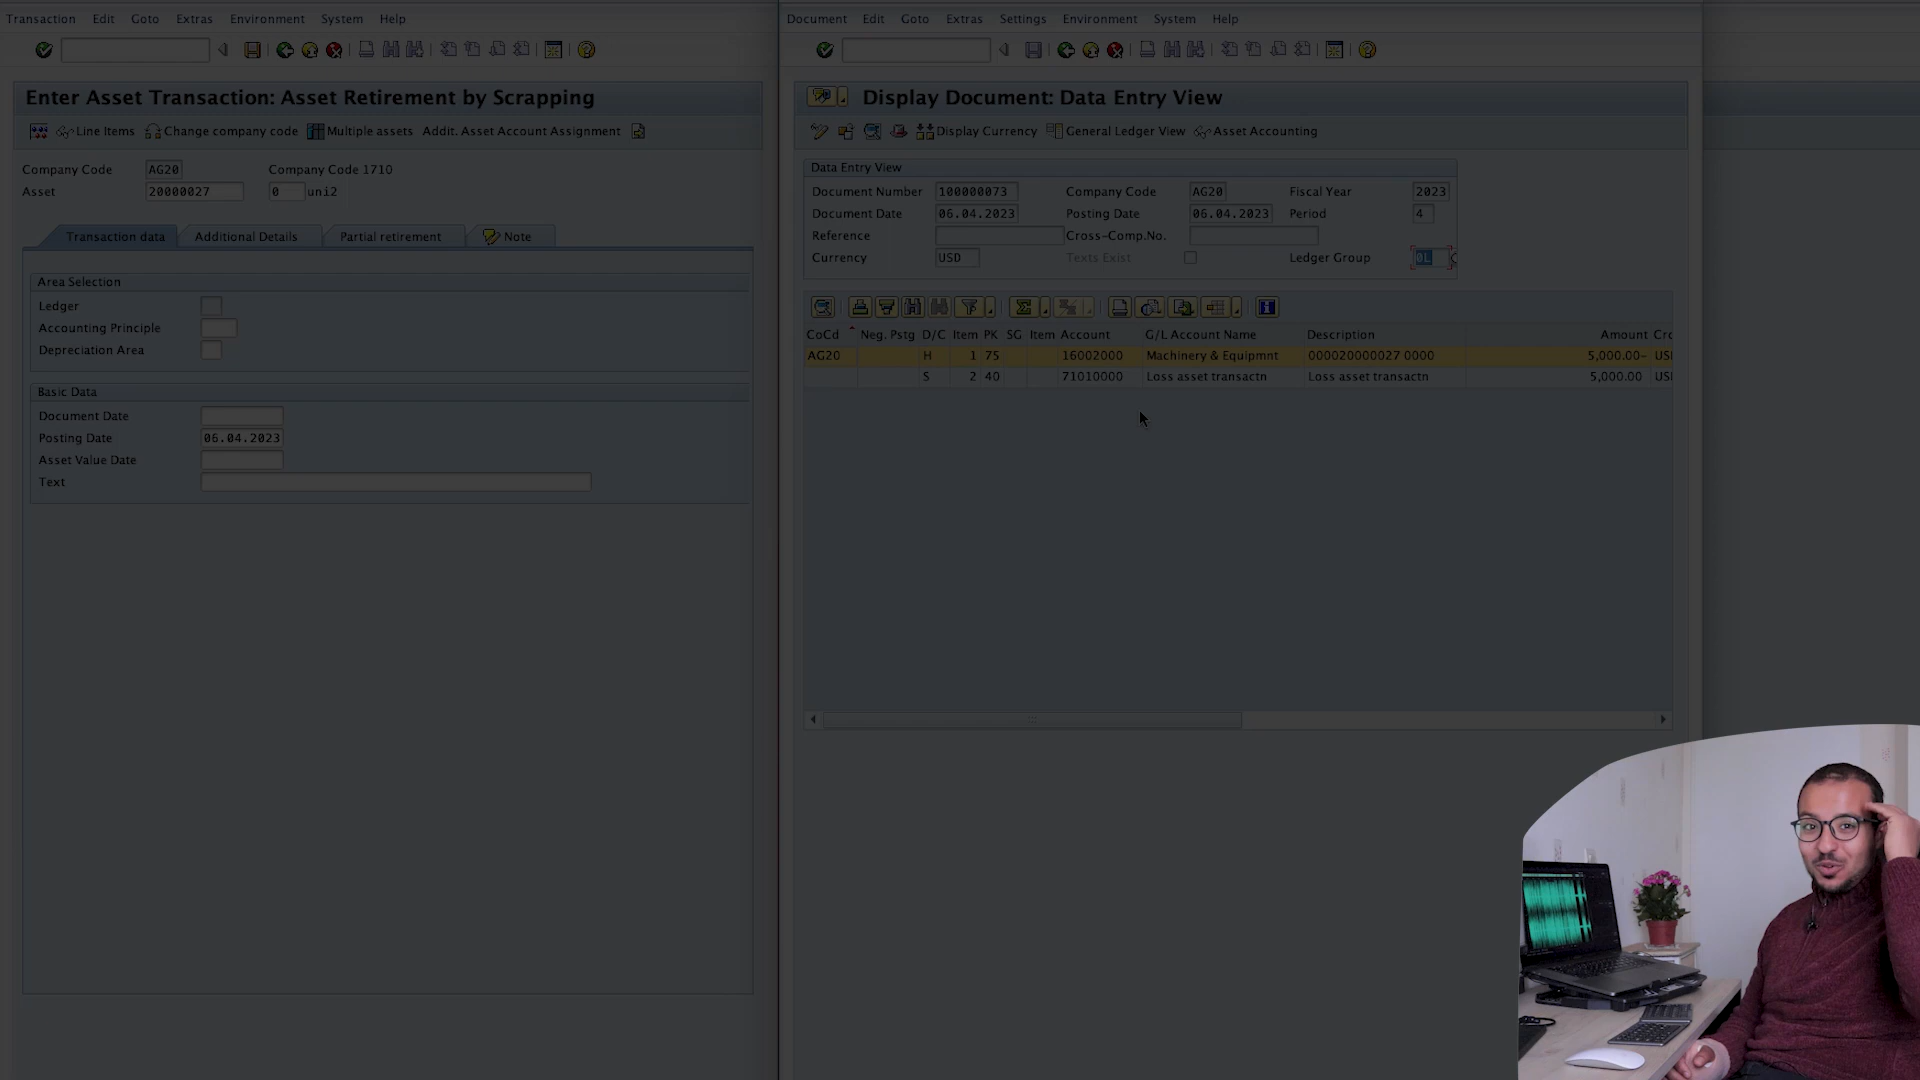 Transaction Edit Goto Extras Environment System Help
Enter Asset Transaction: Asset Retirement by Scrapping
Line Items Change company code Multiple assets Addit. Asset Account Assignment
Company Code AG20 Company Code 1710
Asset 20000027 0 uni2
Transaction data Additional Details Partial retirement Note
Area Selection
Ledger
Accounting Principle
Depreciation Area
Basic Data
Document Date
Posting Date 06.04.2023
Asset Value Date
Text
Document Edit Goto Extras Settings Environment System Help
Display Document: Data Entry View
Display Currency General Ledger View Asset Accounting
Data Entry View
Document Number 100000073 Company Code AG20 Fiscal Year 2023
Document Date 06.04.2023 Posting Date 06.04.2023 Period 4
Reference Cross-Comp.No.
Currency USD Texts Exist Ledger Group 0L
CoCd Neg. Pstg D/C Item PK SG Item Account G/L Account Name Description Amount Crc
AG20 H 1 75 16002000 Machinery & Equipmnt 000020000027 0000 5,000.00- US
S 2 40 71010000 Loss asset transactn Loss asset transactn 5,000.00 US